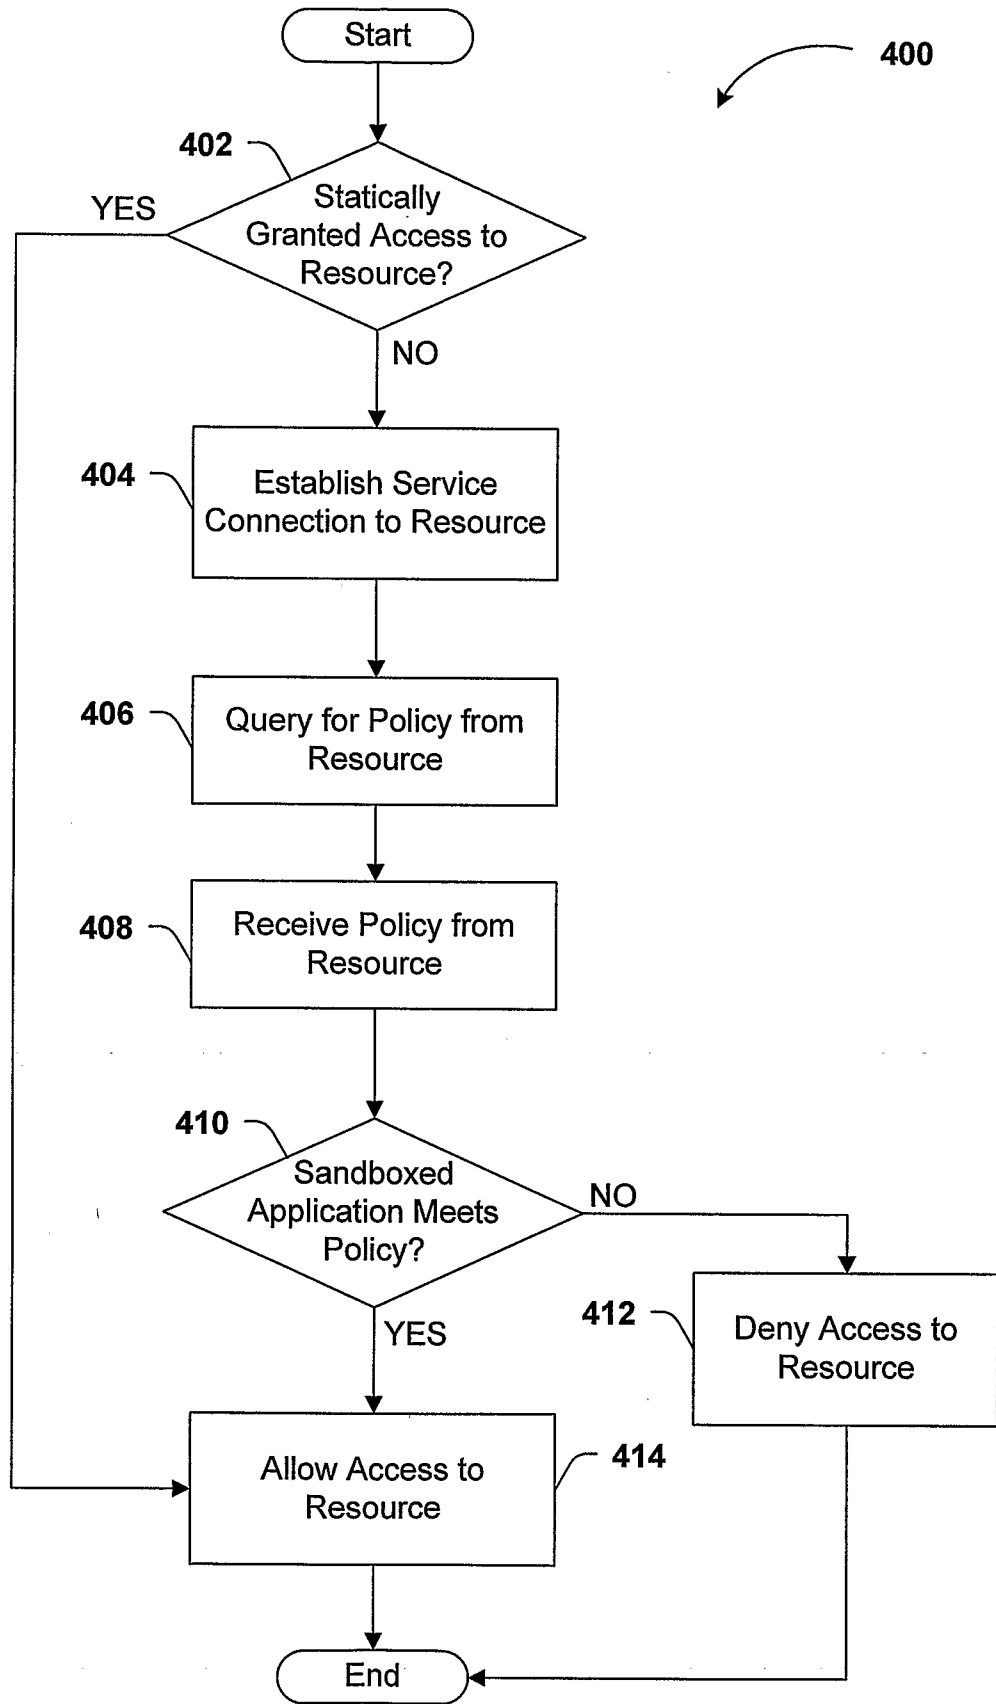 Start
400
402
YES
Statically
Granted Access to
Resource?
NO
404
Establish Service
Connection to Resource
406
Query for Policy from
Resource
408
Receive Policy from
Resource
410
Sandboxed
Application Meets
Policy?
NO
YES
412
Deny Access to
Resource
414
Allow Access to
Resource
End